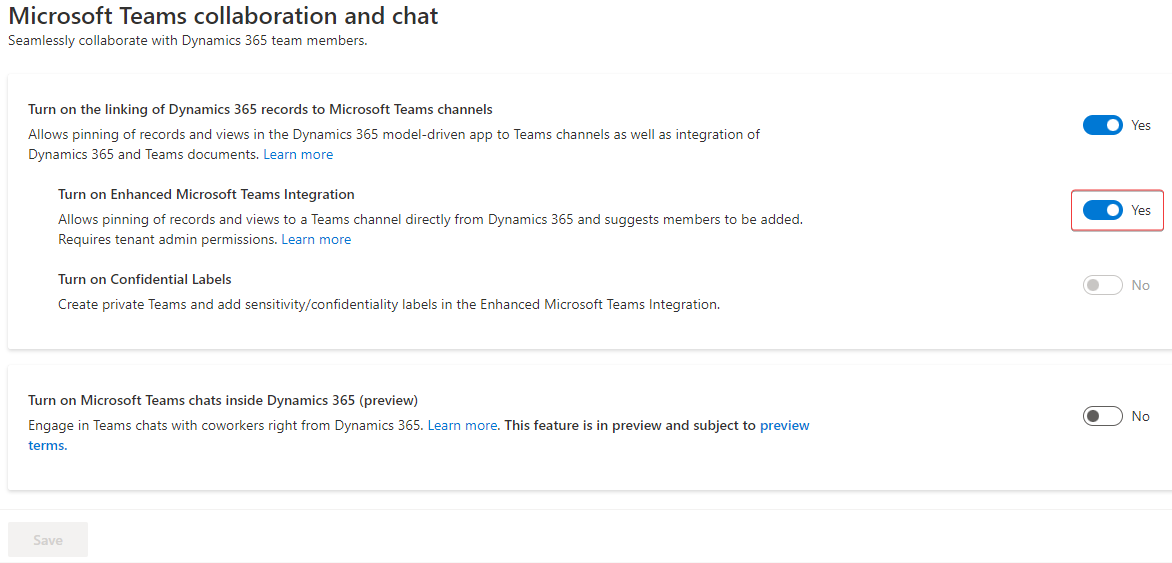 Microsoft Teams collaboration and chat
Seamlessly collaborate with Dynamics 365 team members.
Turn on the linking of Dynamics 365 records to Microsoft Teams channels
Allows pinning of records and views in the Dynamics 365 model-driven app to Teams channels as well as integration of
Dynamics 365 and Teams documents. Learn more
Yes
Turn on Enhanced Microsoft Teams Integration
Allows pinning of records and views to a Teams channel directly from Dynamics 365 and suggests members to be added.
Requires tenant admin permissions. Learn more
Yes
Turn on Confidential Labels
Create private Teams and add sensitivity/confidentiality labels in the Enhanced Microsoft Teams Integration.
No
Turn on Microsoft Teams chats inside Dynamics 365 (preview)
Engage in Teams chats with coworkers right from Dynamics 365. Learn more. This feature is in preview and subject to preview
terms.
No
Save